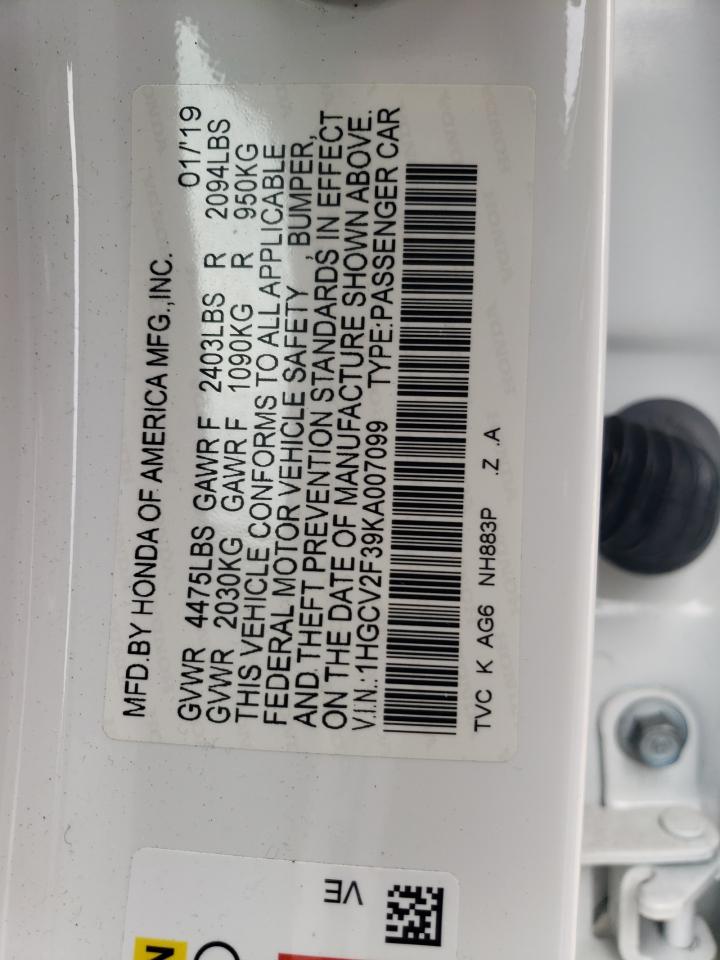 MFD.BY HONDA OF AMERICA MFG.,INC.
01/'19
GVWR 4475LBS GAWR F 2403LBS R 2094LBS
GVWR 2030KG GAWR F 1090KG R 950KG
THIS VEHICLE CONFORMS TO ALL APPLICABLE
FEDERAL MOTOR VEHICLE SAFETY , BUMPER,
AND THEFT PREVENTION STANDARDS IN EFFECT
ON THE DATE OF MANUFACTURE SHOWN ABOVE.
V.I.N.:1HGCV2F39KA007099 TYPE:PASSENGER CAR
TVC K AG6 NH883P .Z .A
VE